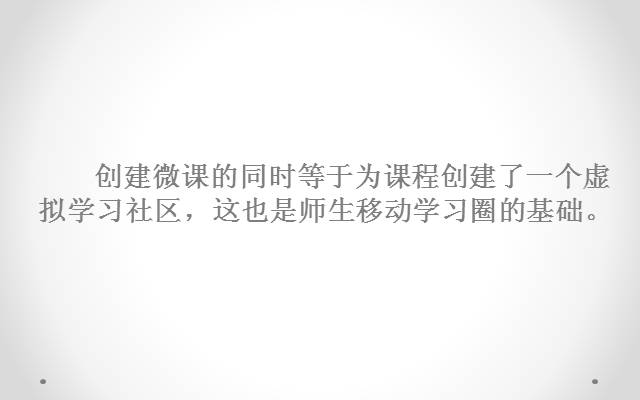 创建微课的同时等于为课程创建了一个虚
拟学习社区，这也是师生移动学习圈的基础。